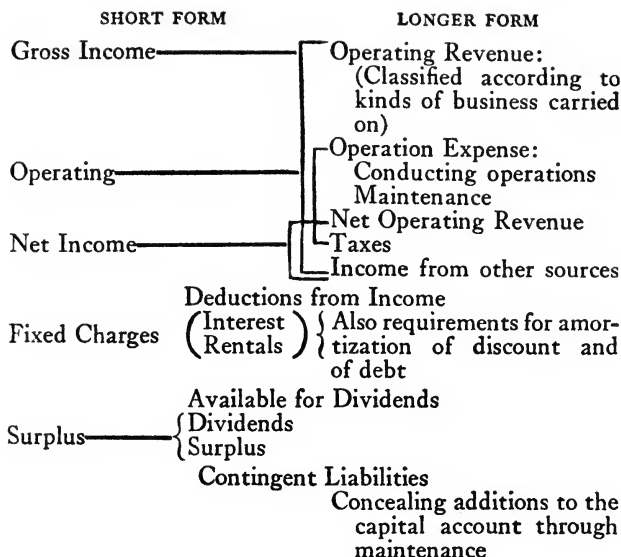 SHORT FORM LONGER FORM
Gross Income Operating Revenue:
(Classified according to
kinds of business carried
on)
Operation Expense:
Operating Conducting operations
Maintenance
Net Operating Revenue
Net Income Taxes
Income from other sources
Deductions from Income
Fixed Charges (Interest Rentals) { Also requirements for amor-
tization of discount and
of debt
Available for Dividends
Surplus { Dividends
Surplus
Contingent Liabilities
Concealing additions to the
capital account through
maintenance